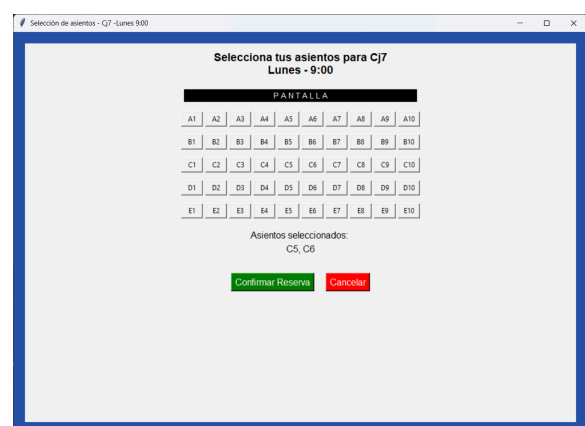 Selección de asientos - Cj7 -Lunes 9:00
Selecciona tus asientos para Cj7
Lunes - 9:00
PANTALLA
A1 A2 A3 A4 A5 A6 A7 A8 A9 A10
B1 B2 B3 B4 B5 B6 B7 B8 B9 B10
C1 C2 C3 C4 C5 C6 C7 C8 C9 C10
D1 D2 D3 D4 D5 D6 D7 D8 D9 D10
E1 E2 E3 E4 E5 E6 E7 E8 E9 E10
Asientos seleccionados:
C5, C6
Confirmar Reserva Cancelar